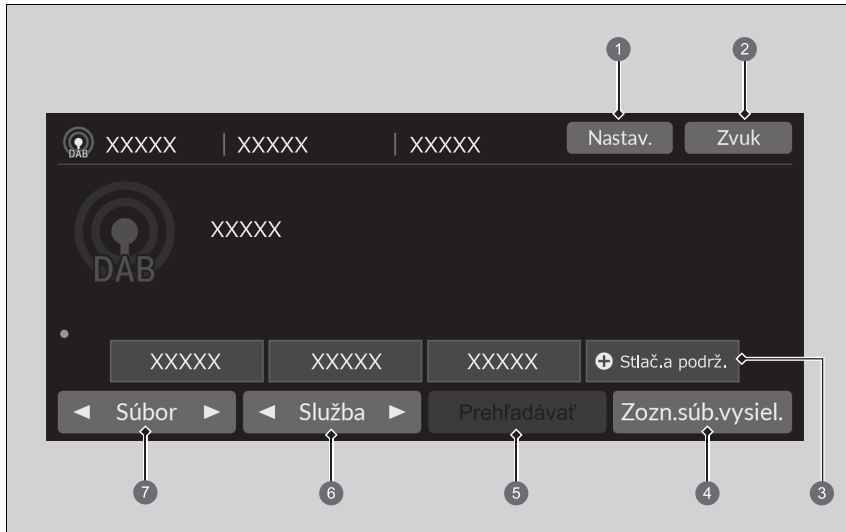 1 2
DAB XXXXX | XXXXX | XXXXX Nastav. Zvuk
DAB XXXXX
XXXXX XXXXX XXXXX + Stlač.a podrž.
◄ Súbor ► ◄ Služba ► Prehľadávať Zozn.súb.vysiel.
7 6 5 4 3